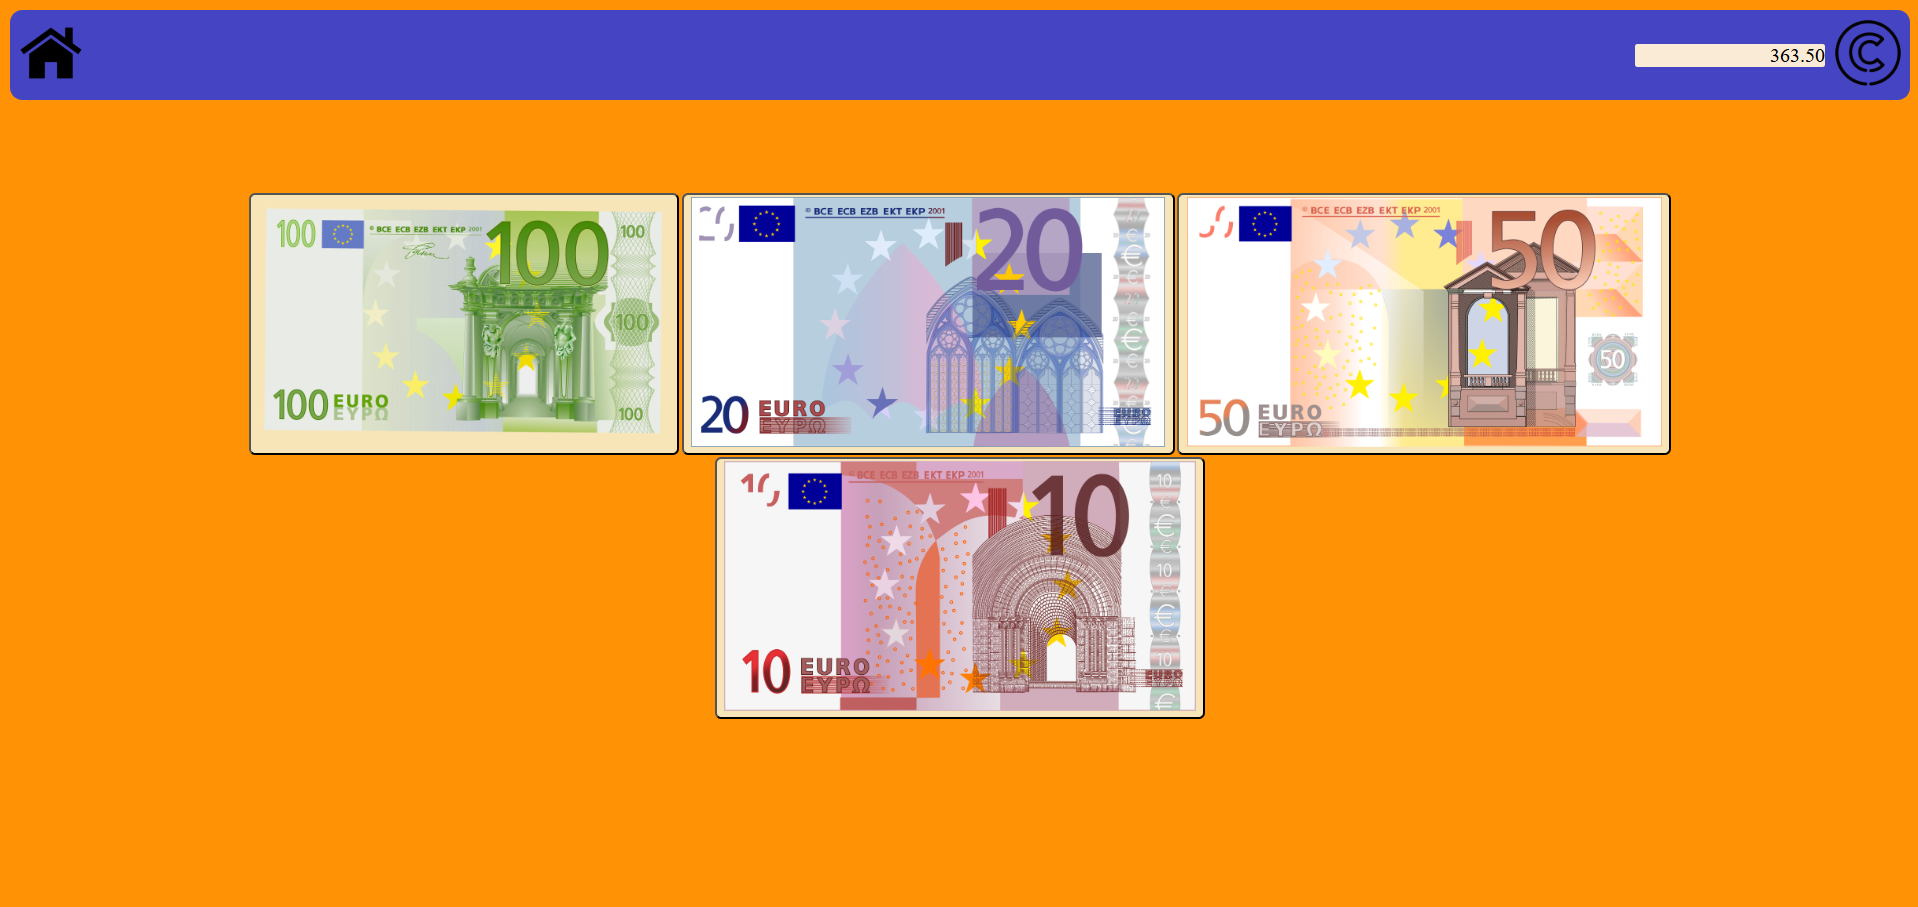 363.50
©
100 © BCE ECB EZB EKT EKP 2001 100 100
100
100 EURO
ΕΥΡΩ 100
© BCE ECB EZB EKT EKP 2001 20
20 EURO
ΕΥΡΩ
EURO
© BCE ECB EZB EKT EKP 2001 50
50
50 EURO
ΕΥΡΩ
© BCE ECB EZB EKT EKP 2001 10 10
10
10 EURO
ΕΥΡΩ 10
EURO